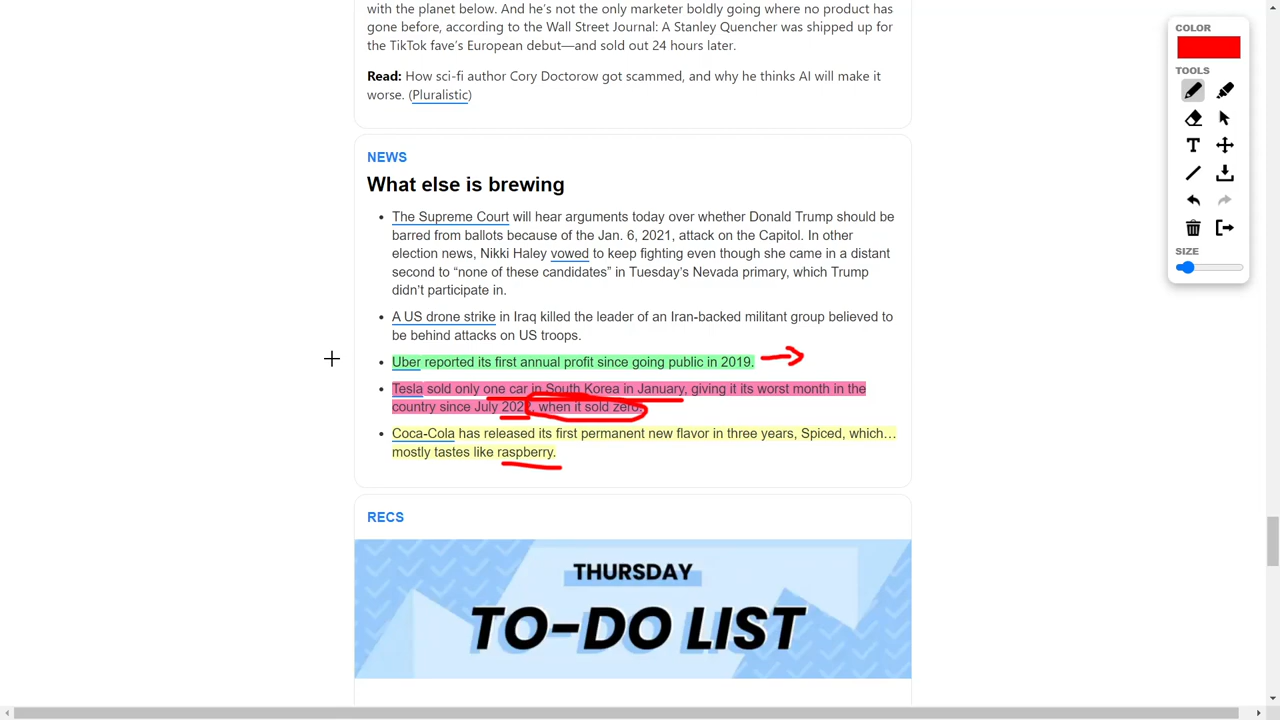 with the planet below. And he's not the only marketer boldly going where no product has
gone before, according to the Wall Street Journal: A Stanley Quencher was shipped up for
the TikTok fave's European debut—and sold out 24 hours later.
Read: How sci-fi author Cory Doctorow got scammed, and why he thinks AI will make it
worse. (Pluralistic)
NEWS
What else is brewing
• The Supreme Court will hear arguments today over whether Donald Trump should be
barred from ballots because of the Jan. 6, 2021, attack on the Capitol. In other
election news, Nikki Haley vowed to keep fighting even though she came in a distant
second to “none of these candidates” in Tuesday's Nevada primary, which Trump
didn't participate in.
• A US drone strike in Iraq killed the leader of an Iran-backed militant group believed to
be behind attacks on US troops.
• Uber reported its first annual profit since going public in 2019.
• Tesla sold only one car in South Korea in January, giving it its worst month in the
country since July 2022, when it sold zero.
• Coca-Cola has released its first permanent new flavor in three years, Spiced, which…
mostly tastes like raspberry.
RECS
THURSDAY
TO-DO LIST
COLOR
TOOLS
T
SIZE